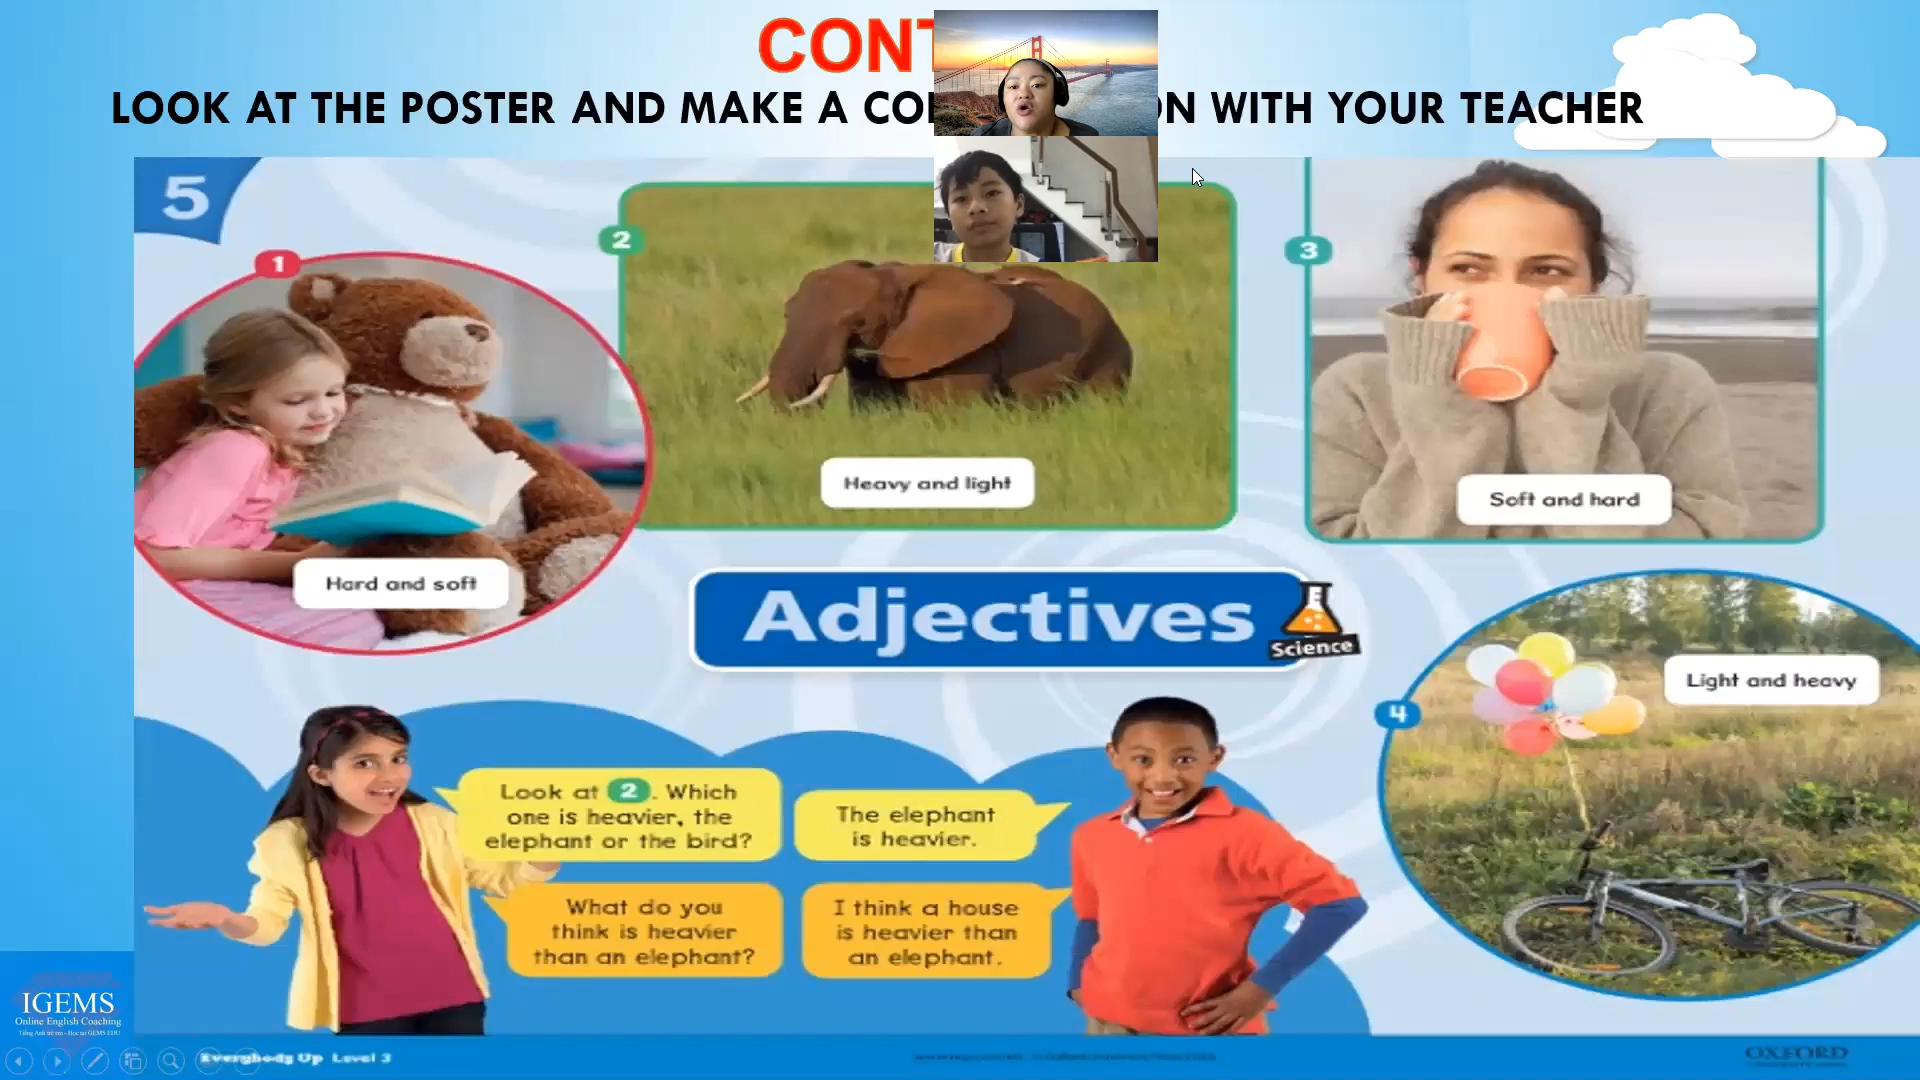 CONT
LOOK AT THE POSTER AND MAKE A CO ON WITH YOUR TEACHER
5
1
2
3
Heavy and light
Soft and hard
Hard and soft
Adjectives
Science
4
Light and heavy
Look at 2. Which
one is heavier, the
elephant or the bird?
The elephant
is heavier.
What do you
think is heavier
than an elephant?
I think a house
is heavier than
an elephant.
IGEMS
Online English Coaching
Everybody Up Level 3
OXFORD